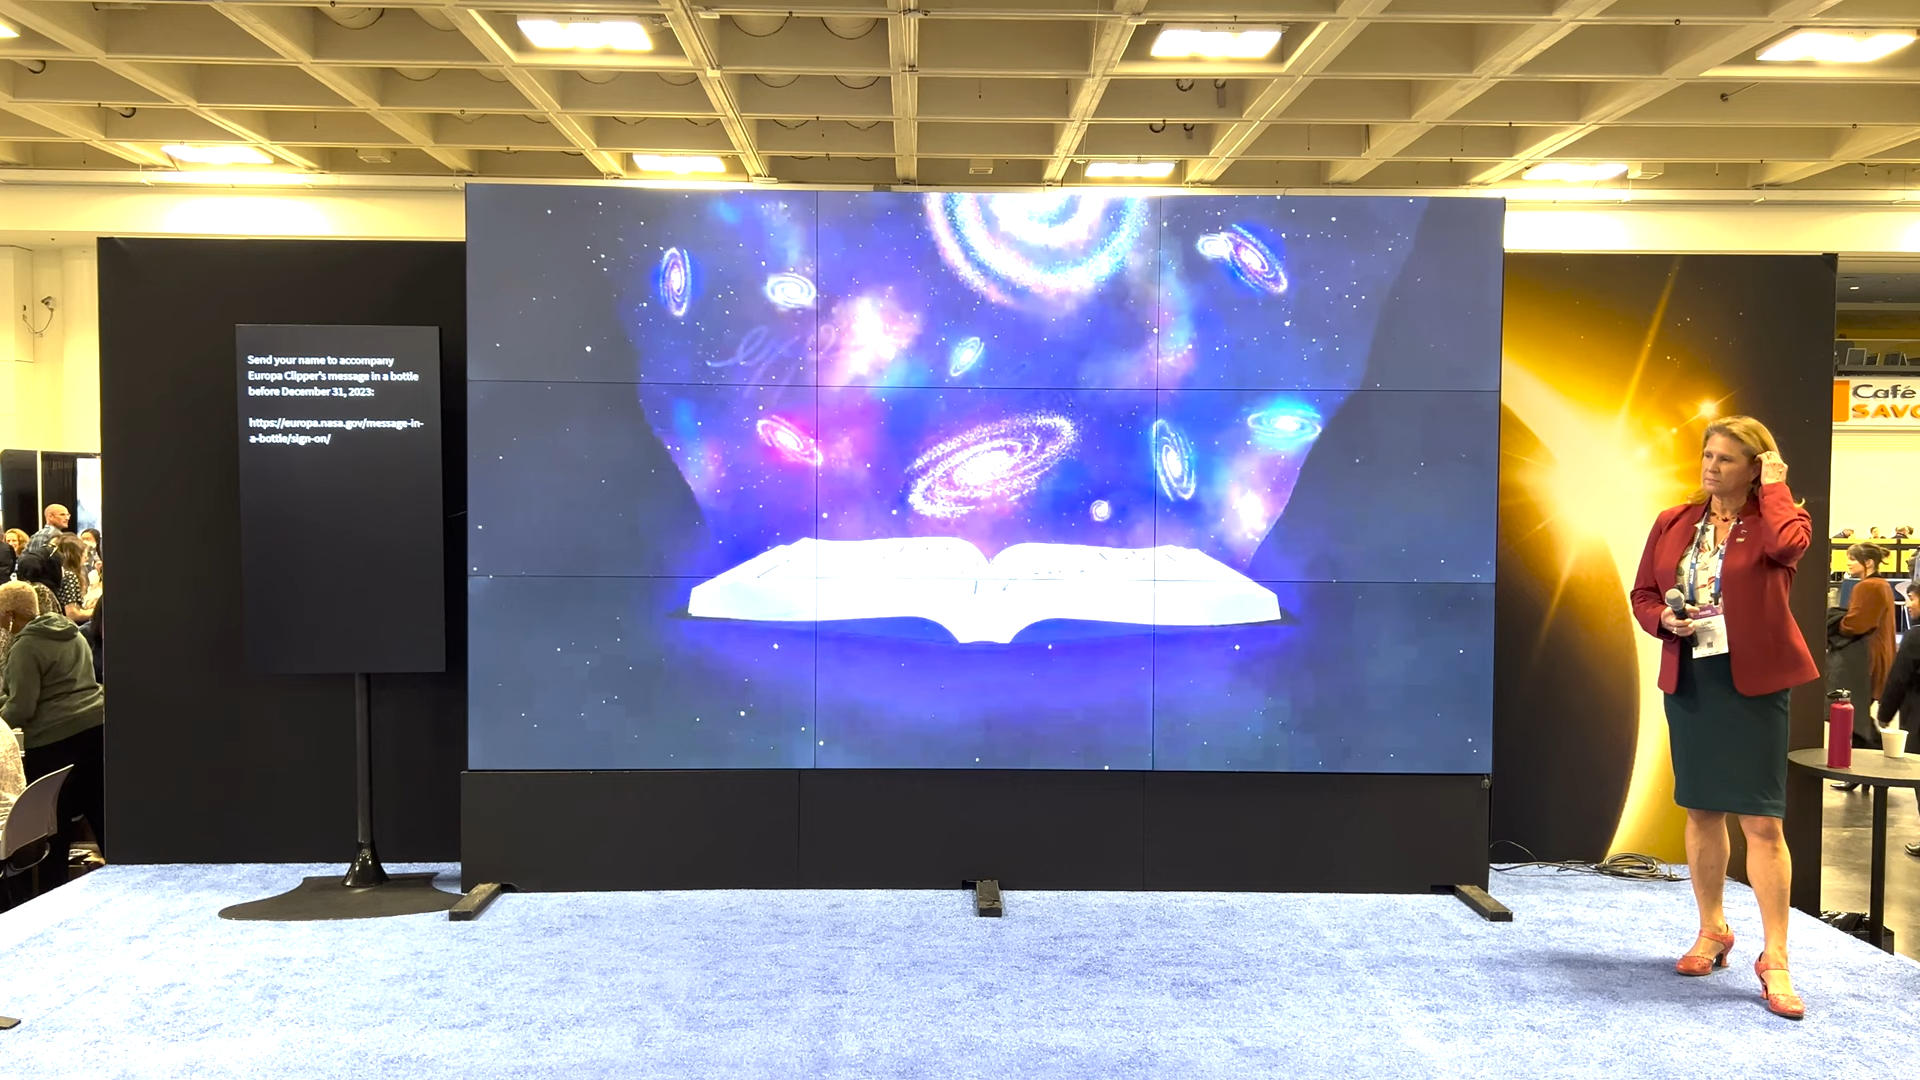 Send your name to accompany
Europa Clipper's message in a bottle
before December 31, 2023:
https://europa.nasa.gov/message-in-
a-bottle/sign-on/
Café